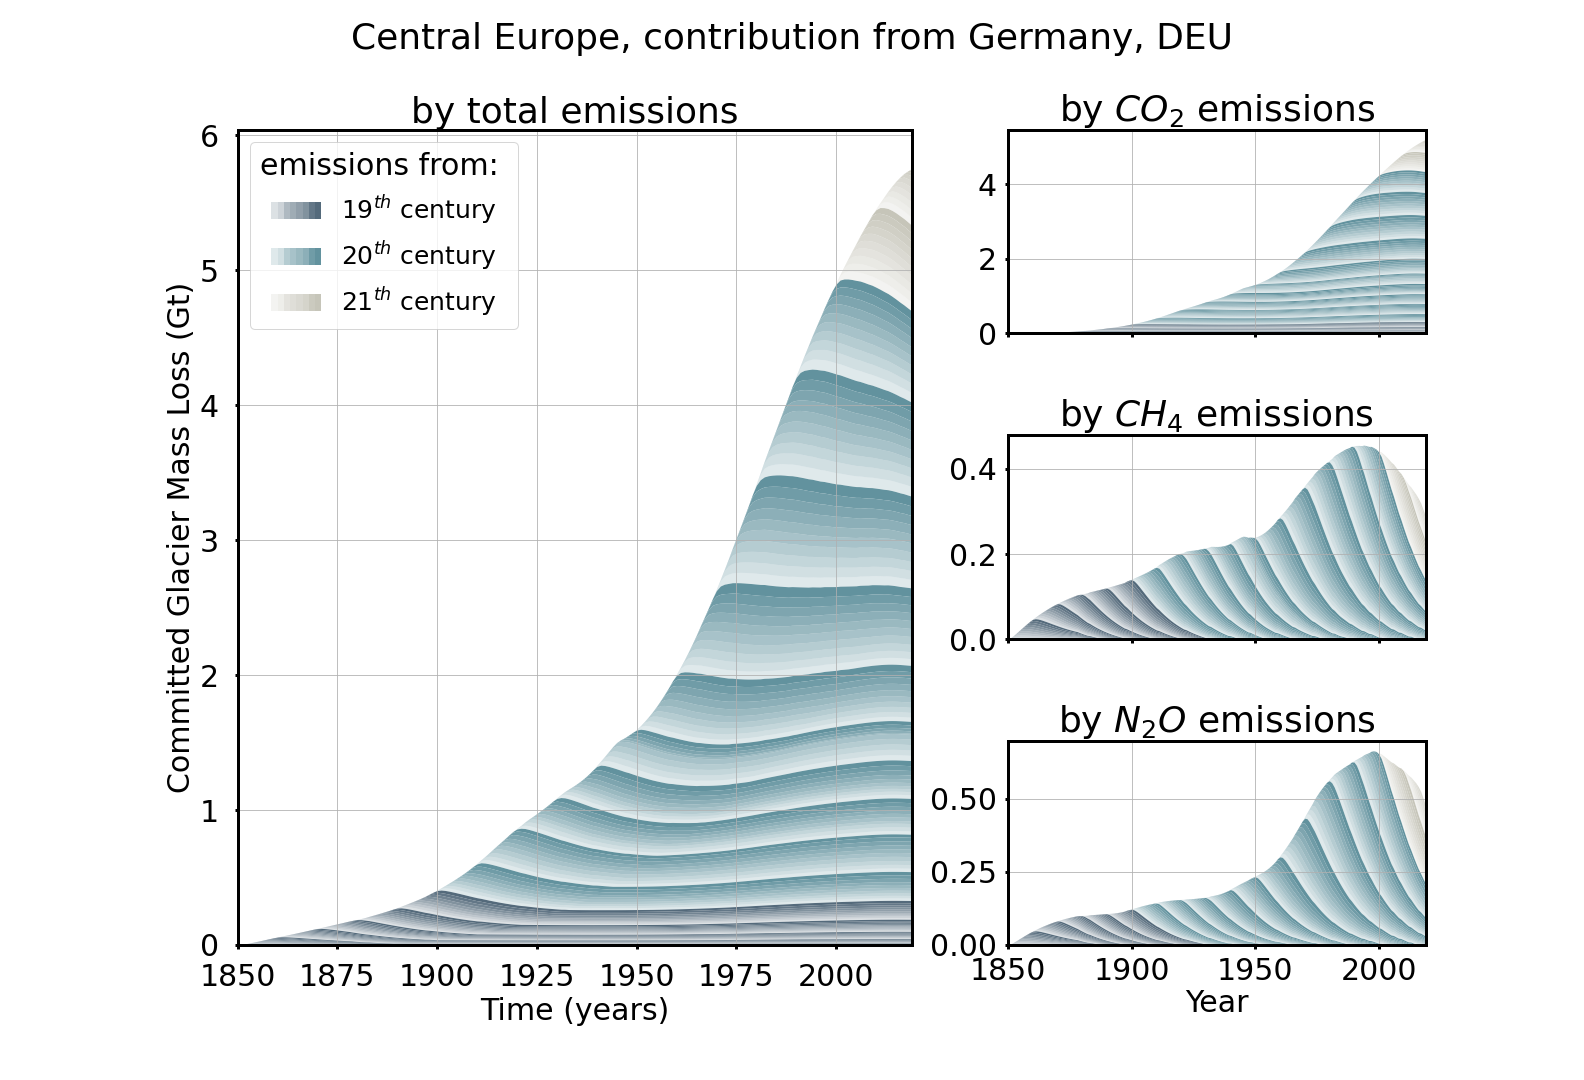 Central Europe, contribution from Germany, DEU
by total emissions
6
5
4
3
2
1
0
Committed Glacier Mass Loss (Gt)
emissions from:
19th century
20th century
21th century
1850 1875 1900 1925 1950 1975 2000
Time (years)
by CO2 emissions
4
2
0
by CH4 emissions
0.4
0.2
0.0
by N2O emissions
0.50
0.25
0.00
1850 1900 1950 2000
Year